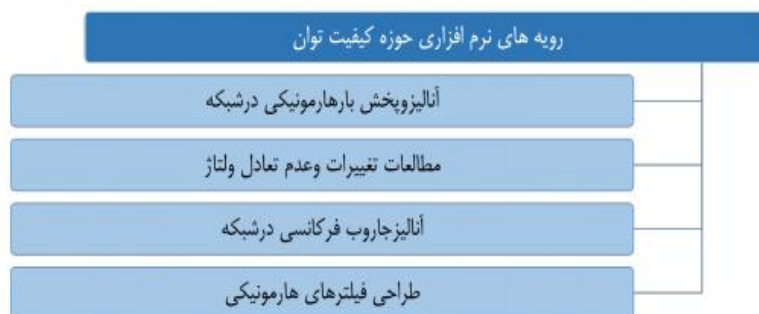 رویه های نرم افزاری حوزه کیفیت توان
آنالیزوپخش بارهارمونیکی درشبکه
مطالعات تغییرات وعدم تعادل ولتاژ
آنالیزجاروب فرکانسی درشبکه
طراحی فیلترهای هارمونیکی